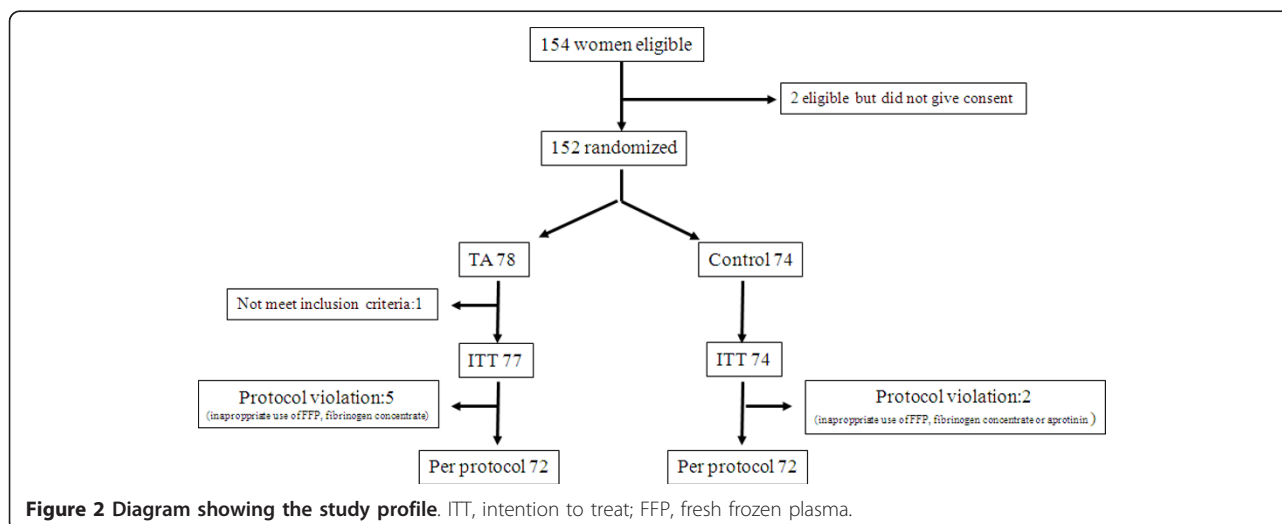 154 women eligible
2 eligible but did not give consent
152 randomized
TA 78
Control 74
Not meet inclusion criteria:1
ITT 77
ITT 74
Protocol violation:5
(inaproppriate use of FFP, fibrinogen concentrate)
Protocol violation:2
(inaproppriate use of FFP, fibrinogen concentrate or aprotinin )
Per protocol 72
Per protocol 72
Figure 2 Diagram showing the study profile. ITT, intention to treat; FFP, fresh frozen plasma.